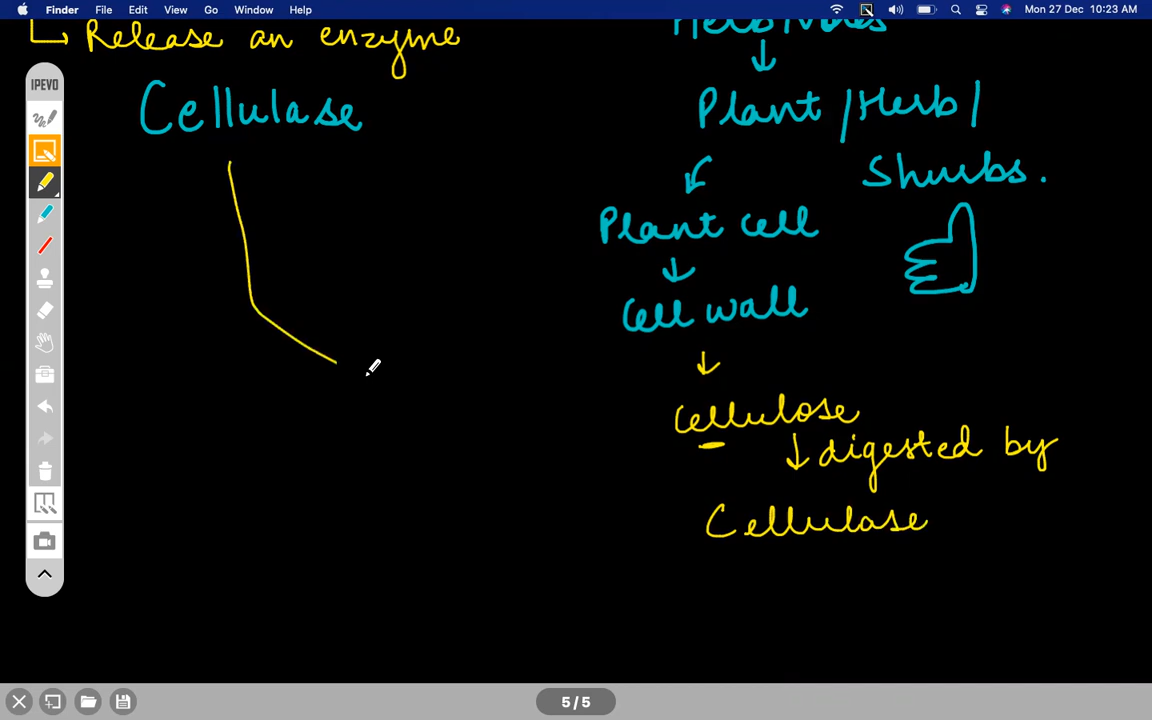 Finder File Edit View Go Window Help Mon 27 Dec 10:23 AM
IPEVO
Release an enzyme
Cellulase
Plant / Herb /
Shurbs.
Plant cell
Cell wall
Cellulose
digested by
Cellulase
5/5